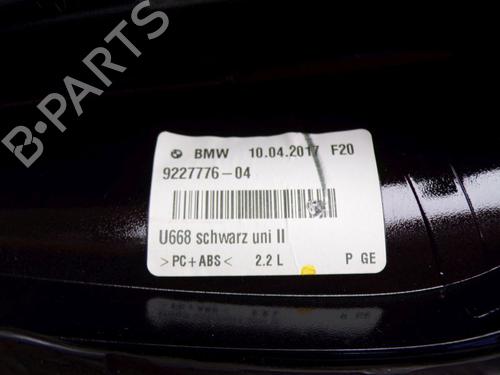 BMW 10.04.2017 F20
9227776-04
U668 schwarz uni II
>PC+ABS< 2.2 L P GE
B-PARTS